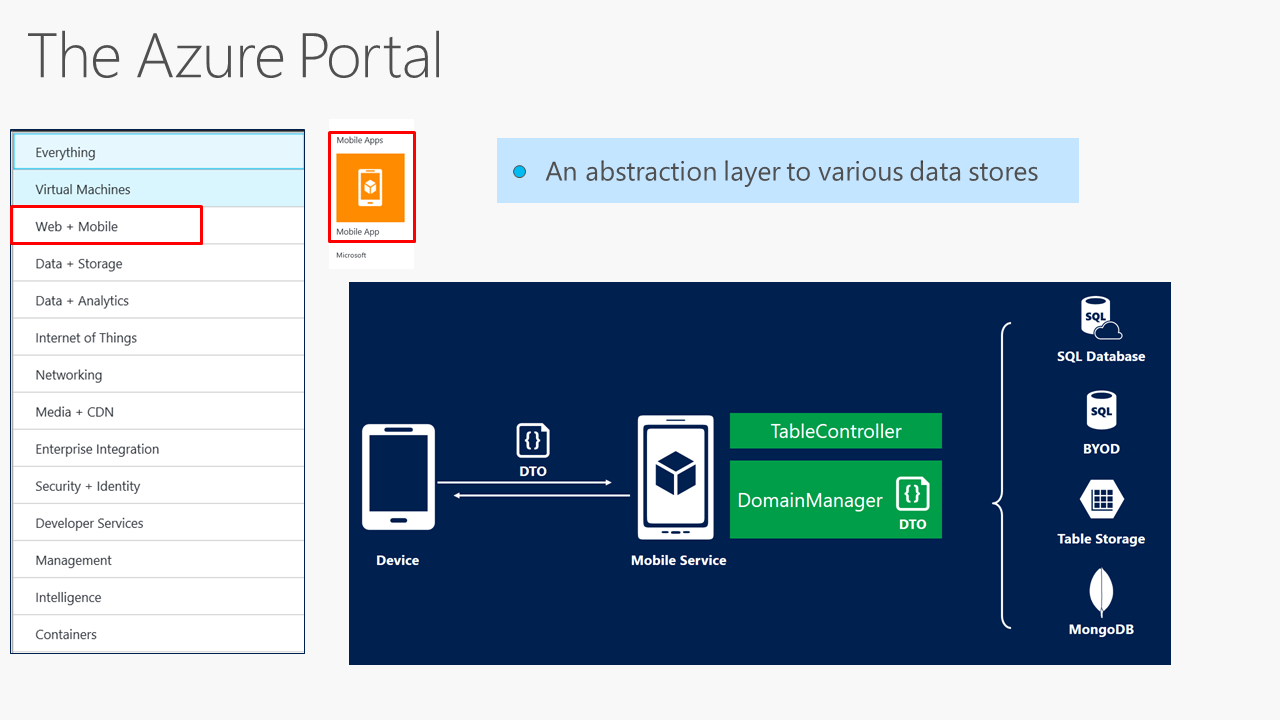 The Azure Portal
Everything
Virtual Machines
Web + Mobile
Data + Storage
Data + Analytics
Internet of Things
Networking
Media + CDN
Enterprise Integration
Security + Identity
Developer Services
Management
Intelligence
Containers
Mobile Apps
Mobile App
Microsoft
An abstraction layer to various data stores
{}
DTO
Device
Mobile Service
TableController
DomainManager
{}
DTO
SQL
SQL Database
SQL
BYOD
Table Storage
MongoDB